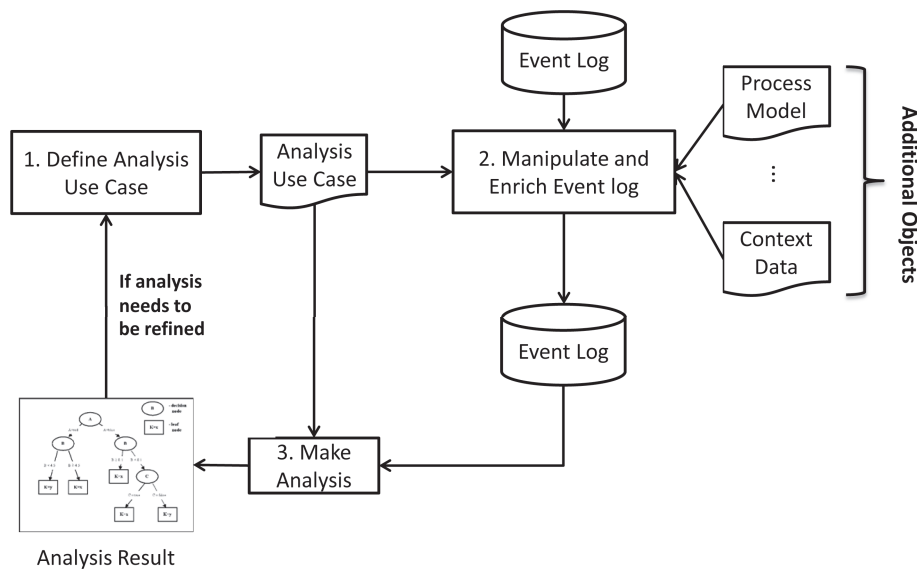 Event Log
Process
Model
1. Define Analysis
Use Case
Analysis
Use Case
2. Manipulate and
Enrich Event log
...
Additional Objects
Context
Data
If analysis
needs to
be refined
Event Log
3. Make
Analysis
A
B
B
C
Analysis Result